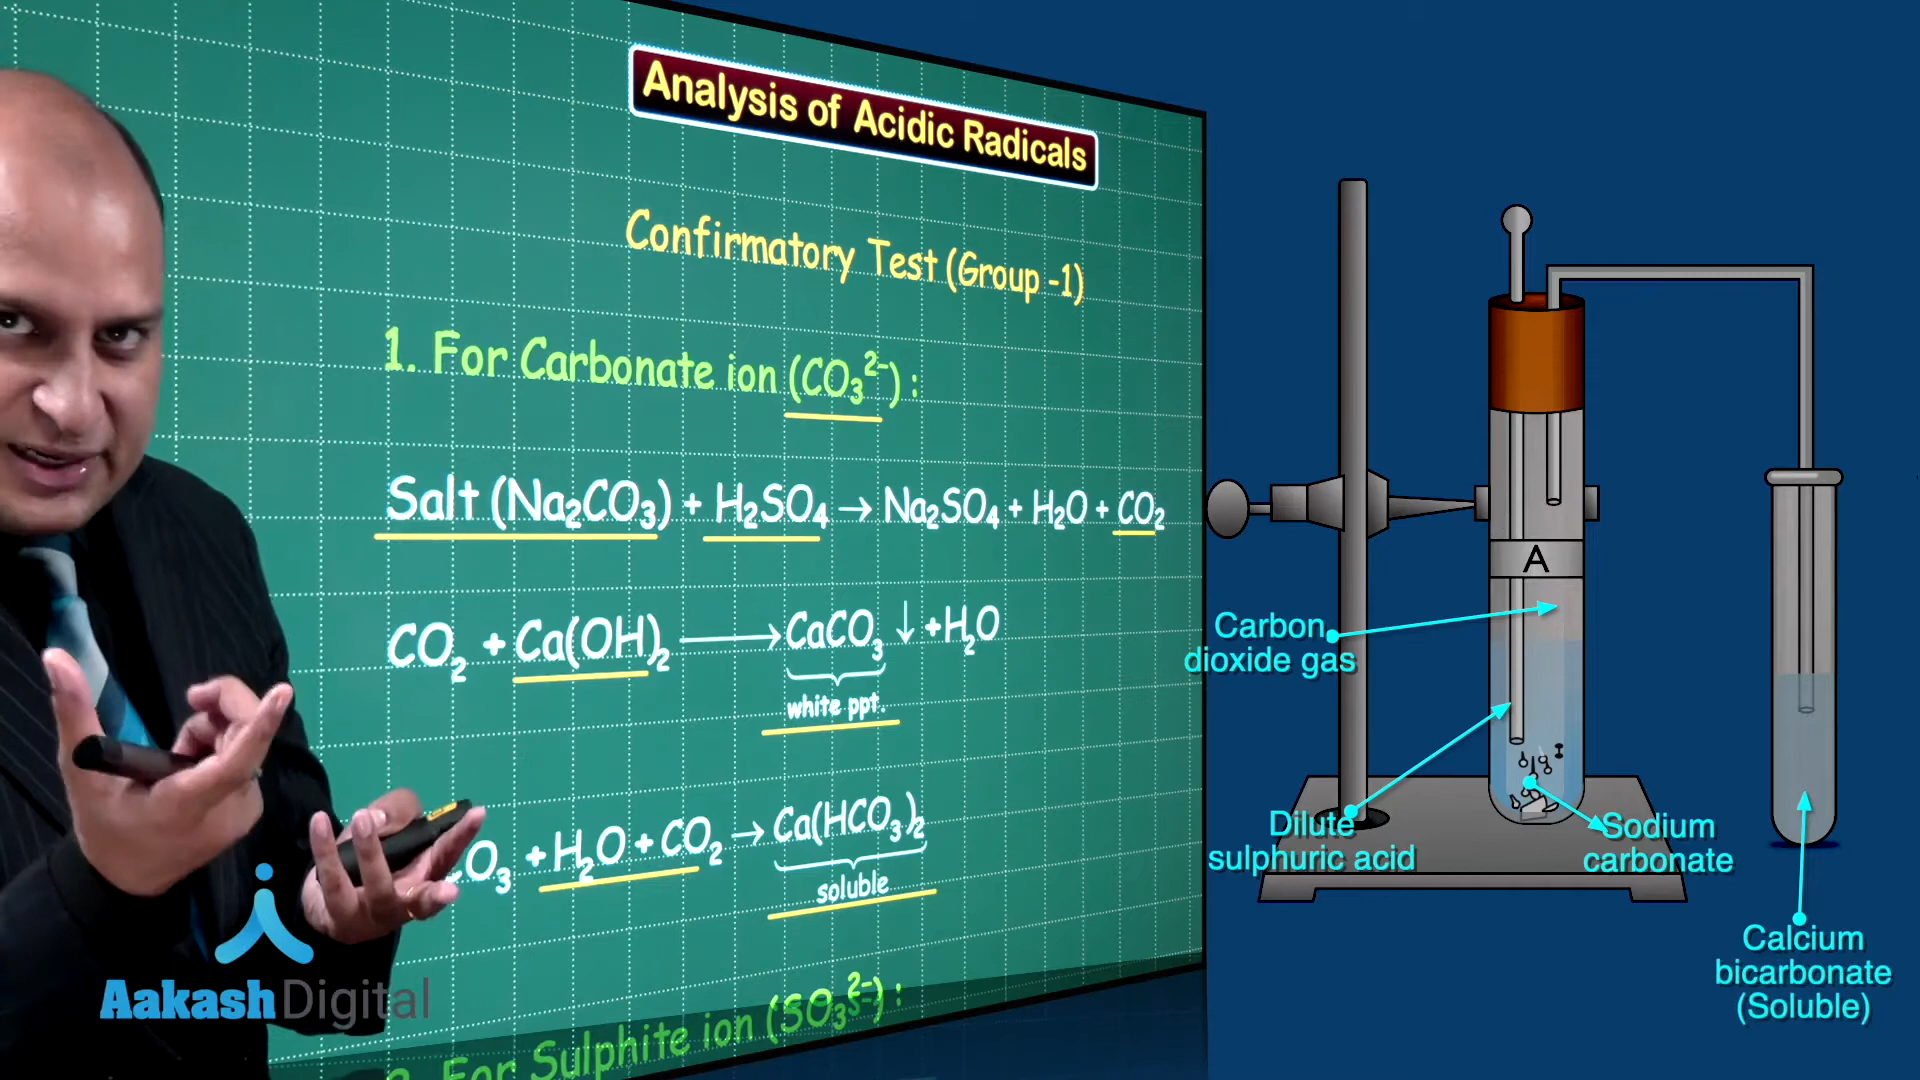 Analysis of Acidic Radicals
Confirmatory Test (Group -1)
1. For Carbonate ion (CO₃²⁻) :
Salt (Na₂CO₃) + H₂SO₄ → Na₂SO₄ + H₂O + CO₂
CO₂ + Ca(OH)₂ ⟶ CaCO₃ ↓ + H₂O
white ppt.
O₃ + H₂O + CO₂ → Ca(HCO₃)₂
soluble
For Sulphite ion (SO₃²⁻) :
Aakash Digital
A
Carbon
dioxide gas
Dilute
sulphuric acid
Sodium
carbonate
Calcium
bicarbonate
(Soluble)